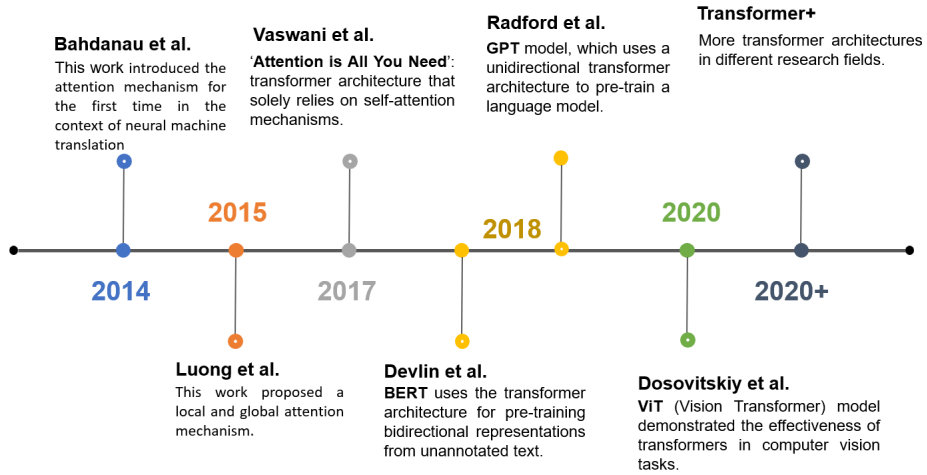 Bahdanau et al.
This work introduced the
attention mechanism for
the first time in the
context of neural machine
translation
Vaswani et al.
‘Attention is All You Need’:
transformer architecture that
solely relies on self-attention
mechanisms.
Radford et al.
GPT model, which uses a
unidirectional transformer
architecture to pre-train a
language model.
Transformer+
More transformer architectures
in different research fields.
2015
2018
2020
2014
2017
2020+
Luong et al.
This work proposed a
local and global attention
mechanism.
Devlin et al.
BERT uses the transformer
architecture for pre-training
bidirectional representations
from unannotated text.
Dosovitskiy et al.
ViT (Vision Transformer) model
demonstrated the effectiveness of
transformers in computer vision
tasks.